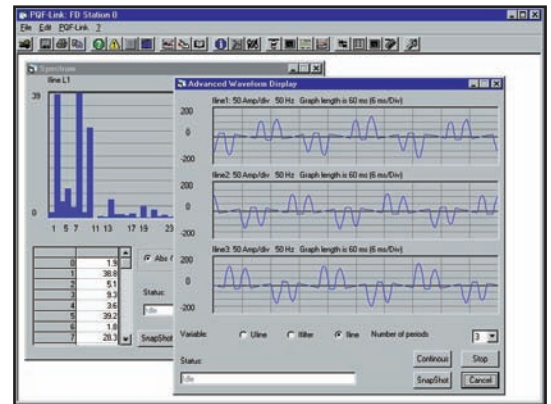 PQF-Link: FD Station 0
File Edit PQF-Link ?
Spectrum
Iline L1
39
0
1 5 7 11 13 17 19 23
0 1.9
1 38.8
2 5.1
3 9.3
4 3.6
5 39.2
6 1.8
7 28.3
Abs
Status:
Idle
SnapShot
Advanced Waveform Display
Iline1: 50 Amp/div 50 Hz Graph length is 60 ms (6 ms/Div)
200
0
-200
Iline2: 50 Amp/div 50 Hz Graph length is 60 ms (6 ms/Div)
200
0
-200
Iline3: 50 Amp/div 50 Hz Graph length is 60 ms (6 ms/Div)
200
0
-200
Variable: Uline Ifilter Iline Number of periods 3
Status:
Idle
Continous Stop
SnapShot Cancel